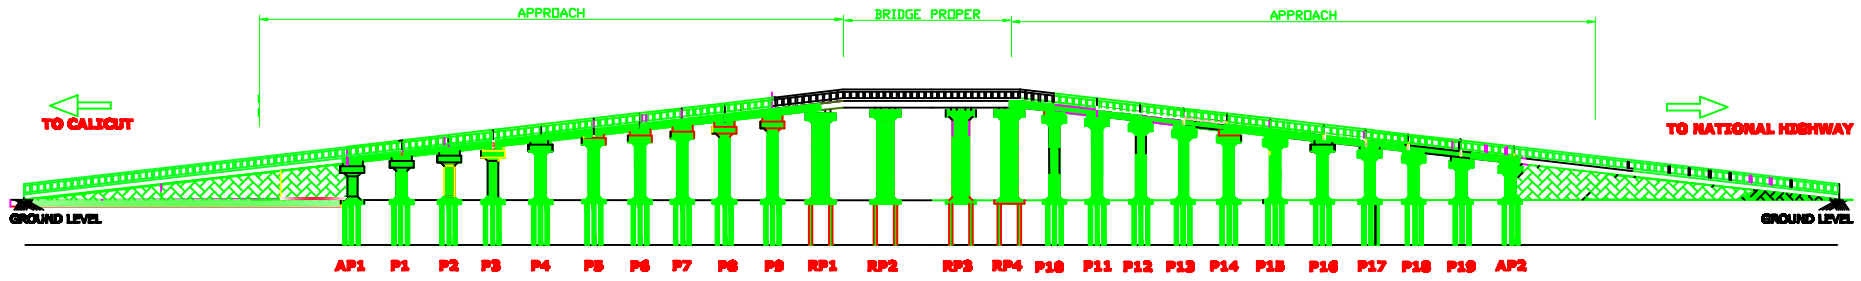 APPROACH
BRIDGE PROPER
APPROACH
TO CALICUT
TO NATIONAL HIGHWAY
GROUND LEVEL
GROUND LEVEL
AP1 P1 P2 P3 P4 P5 P6 P7 P8 P9 RP1 RP2 RP3 RP4 P10 P11 P12 P13 P14 P15 P16 P17 P18 P19 AP2